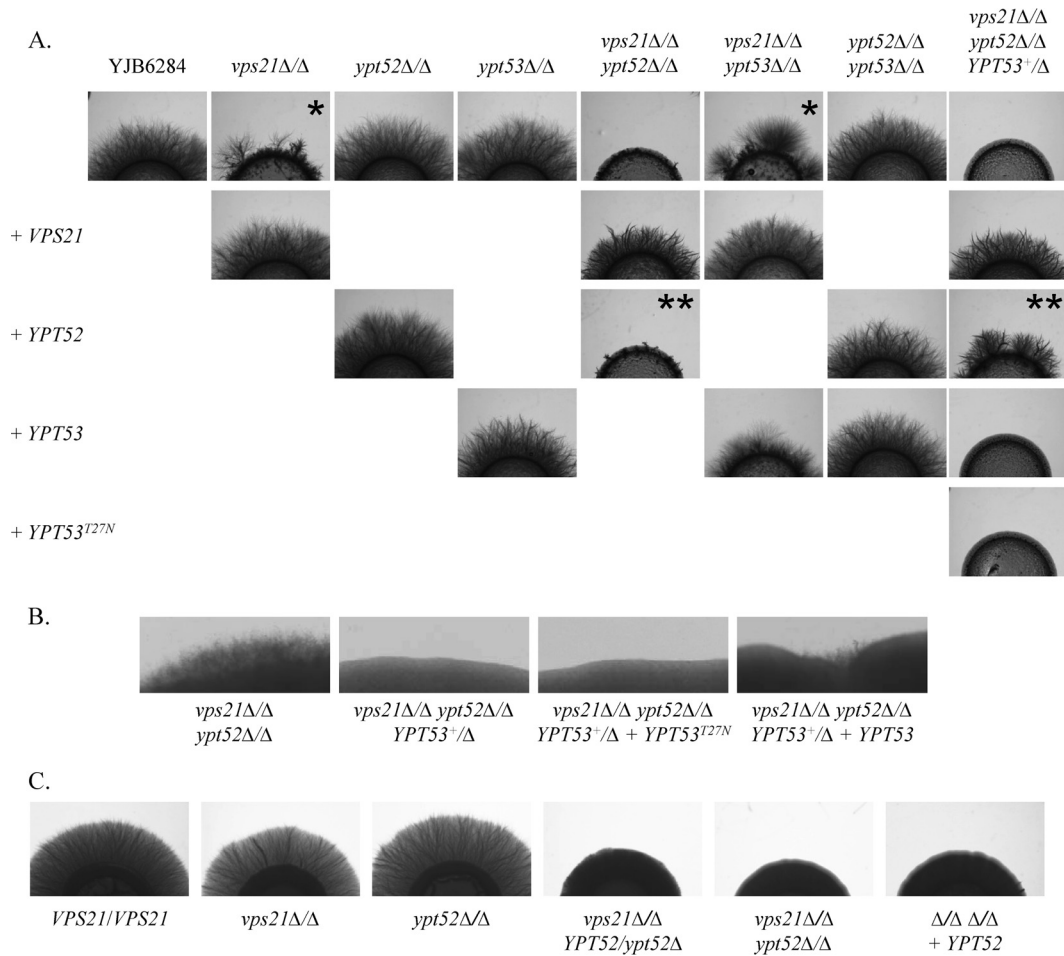 A.
YJB6284
vps21Δ/Δ
ypt52Δ/Δ
ypt53Δ/Δ
vps21Δ/Δ
ypt52Δ/Δ
vps21Δ/Δ
ypt53Δ/Δ
ypt52Δ/Δ
ypt53Δ/Δ
vps21Δ/Δ
ypt52Δ/Δ
YPT53⁺/Δ
*
*
+ VPS21
+ YPT52
**
**
+ YPT53
+ YPT53ᵀ²⁷ᴺ
B.
vps21Δ/Δ
ypt52Δ/Δ
vps21Δ/Δ ypt52Δ/Δ
YPT53⁺/Δ
vps21Δ/Δ ypt52Δ/Δ
YPT53⁺/Δ + YPT53ᵀ²⁷ᴺ
vps21Δ/Δ ypt52Δ/Δ
YPT53⁺/Δ + YPT53
C.
VPS21/VPS21
vps21Δ/Δ
ypt52Δ/Δ
vps21Δ/Δ
YPT52/ypt52Δ
vps21Δ/Δ
ypt52Δ/Δ
Δ/Δ Δ/Δ
+ YPT52